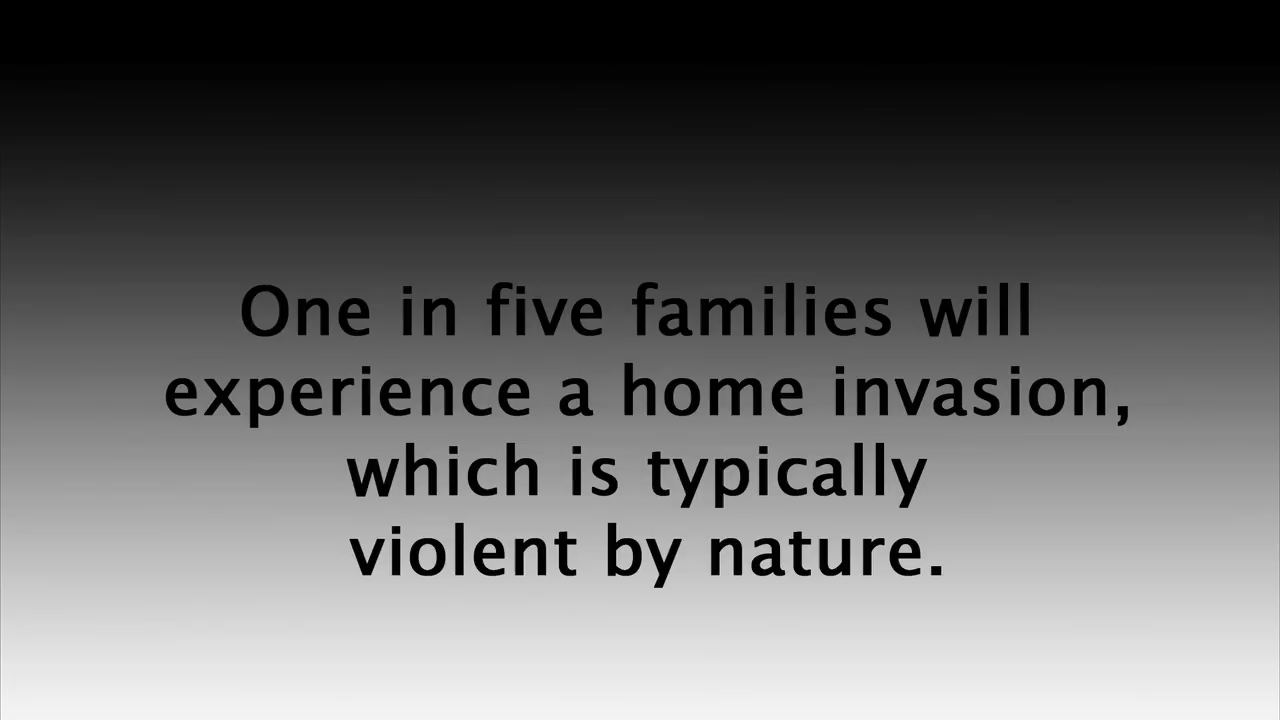 One in five families will
experience a home invasion,
which is typically
violent by nature.